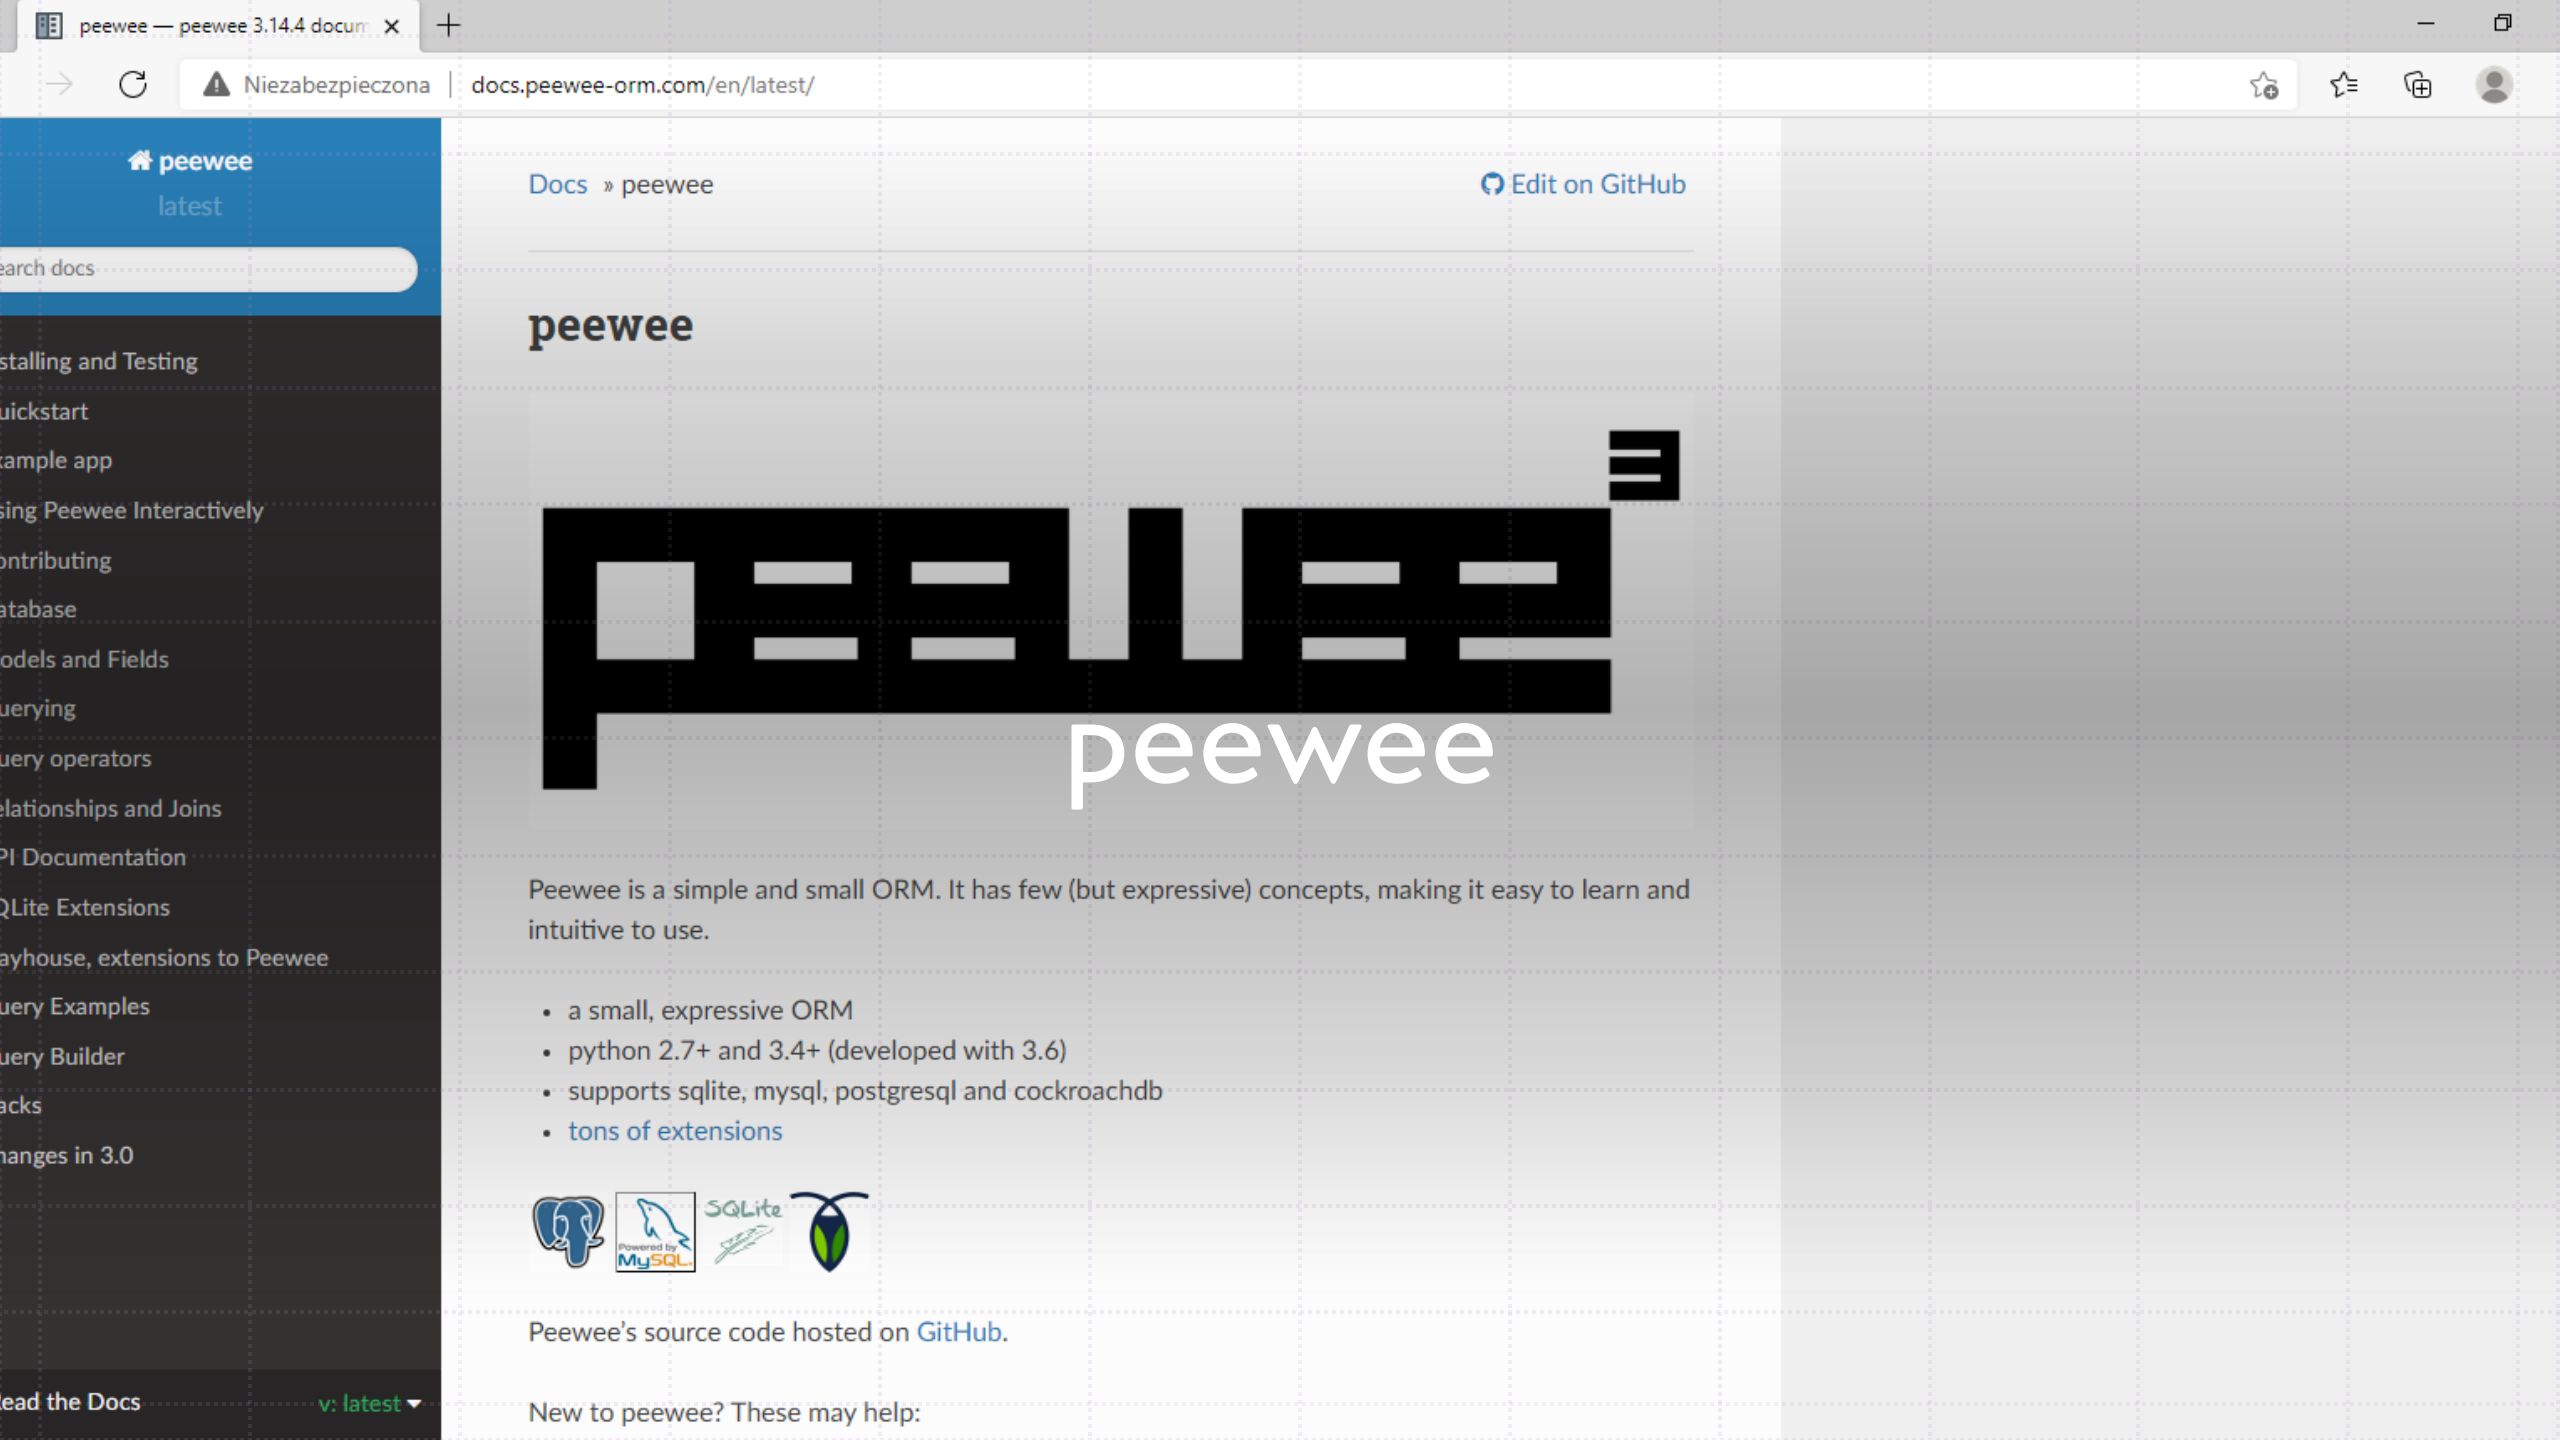 peewee — peewee 3.14.4 docum
Niezabezpieczona | docs.peewee-orm.com/en/latest/
peewee
latest
earch docs
stalling and Testing
uickstart
ample app
sing Peewee Interactively
ontributing
atabase
odels and Fields
uerying
uery operators
elationships and Joins
PI Documentation
QLite Extensions
ayhouse, extensions to Peewee
uery Examples
uery Builder
acks
hanges in 3.0
ead the Docs
v: latest
Docs » peewee
Edit on GitHub
peewee
peewee 3
peewee
Peewee is a simple and small ORM. It has few (but expressive) concepts, making it easy to learn and
intuitive to use.
• a small, expressive ORM
• python 2.7+ and 3.4+ (developed with 3.6)
• supports sqlite, mysql, postgresql and cockroachdb
• tons of extensions
Powered by
MySQL
SQLite
Peewee’s source code hosted on GitHub.
New to peewee? These may help: